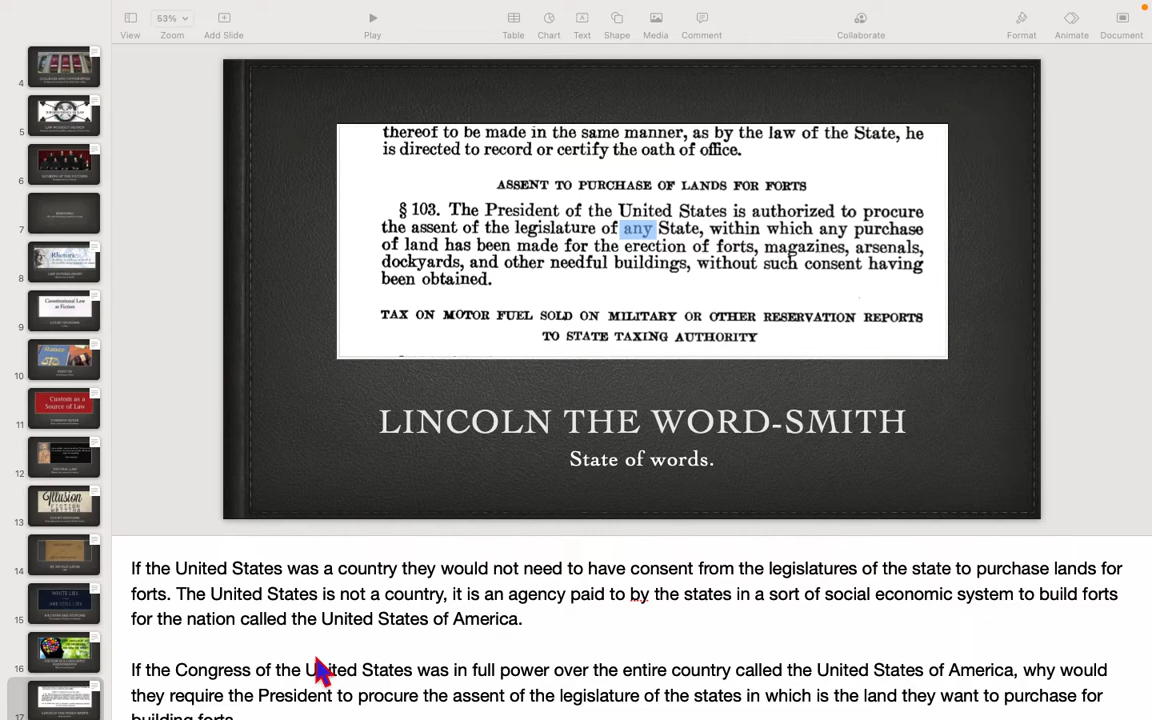 View
53%
Zoom
Add Slide
Play
Table
Chart
Text
Shape
Media
Comment
Collaborate
Format
Animate
Document
4
5
6
7
8
9
Constitutional Law
as Fiction
10
11
Custom as a
Source of Law
12
13
Illusion
14
15
16
17
thereof to be made in the same manner, as by the law of the State, he
is directed to record or certify the oath of office.
ASSENT TO PURCHASE OF LANDS FOR FORTS
§ 103. The President of the United States is authorized to procure
the assent of the legislature of any State, within which any purchase
of land has been made for the erection of forts, magazines, arsenals,
dockyards, and other needful buildings, without such consent having
been obtained.
TAX ON MOTOR FUEL SOLD ON MILITARY OR OTHER RESERVATION REPORTS
TO STATE TAXING AUTHORITY
LINCOLN THE WORD-SMITH
State of words.
If the United States was a country they would not need to have consent from the legislatures of the state to purchase lands for
forts. The United States is not a country, it is an agency paid to by the states in a sort of social economic system to build forts
for the nation called the United States of America.
If the Congress of the United States was in full power over the entire country called the United States of America, why would
they require the President to procure the assent of the legislature of the states in which is the land they want to purchase for
building forts.